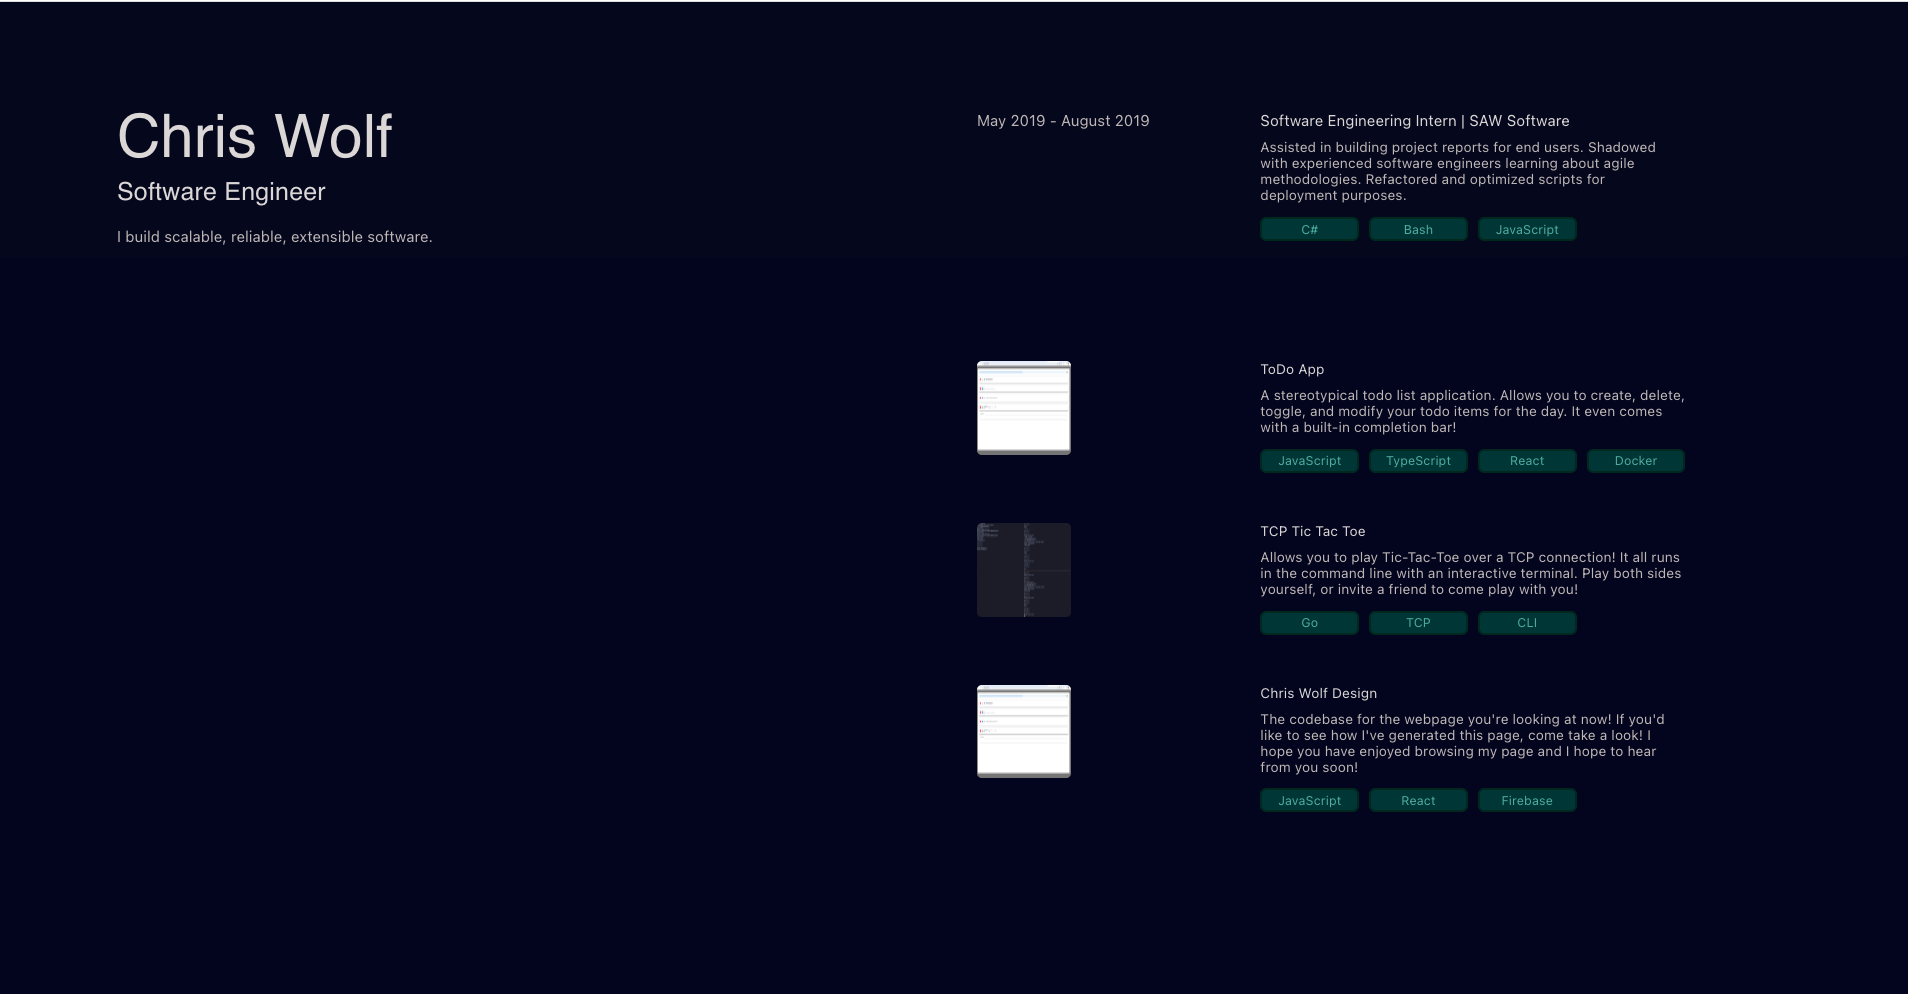 Chris Wolf
Software Engineer
I build scalable, reliable, extensible software.
May 2019 - August 2019
Software Engineering Intern | SAW Software
Assisted in building project reports for end users. Shadowed
with experienced software engineers learning about agile
methodologies. Refactored and optimized scripts for
deployment purposes.
C# Bash JavaScript
ToDo App
A stereotypical todo list application. Allows you to create, delete,
toggle, and modify your todo items for the day. It even comes
with a built-in completion bar!
JavaScript TypeScript React Docker
TCP Tic Tac Toe
Allows you to play Tic-Tac-Toe over a TCP connection! It all runs
in the command line with an interactive terminal. Play both sides
yourself, or invite a friend to come play with you!
Go TCP CLI
Chris Wolf Design
The codebase for the webpage you're looking at now! If you'd
like to see how I've generated this page, come take a look! I
hope you have enjoyed browsing my page and I hope to hear
from you soon!
JavaScript React Firebase